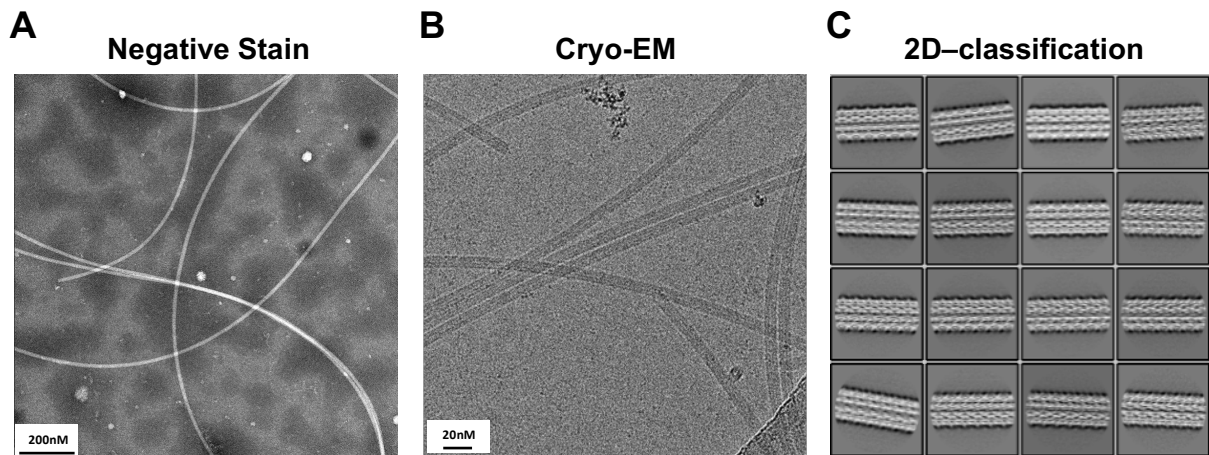 A
Negative Stain
B
Cryo-EM
C
2D–classification
200nM
20nM